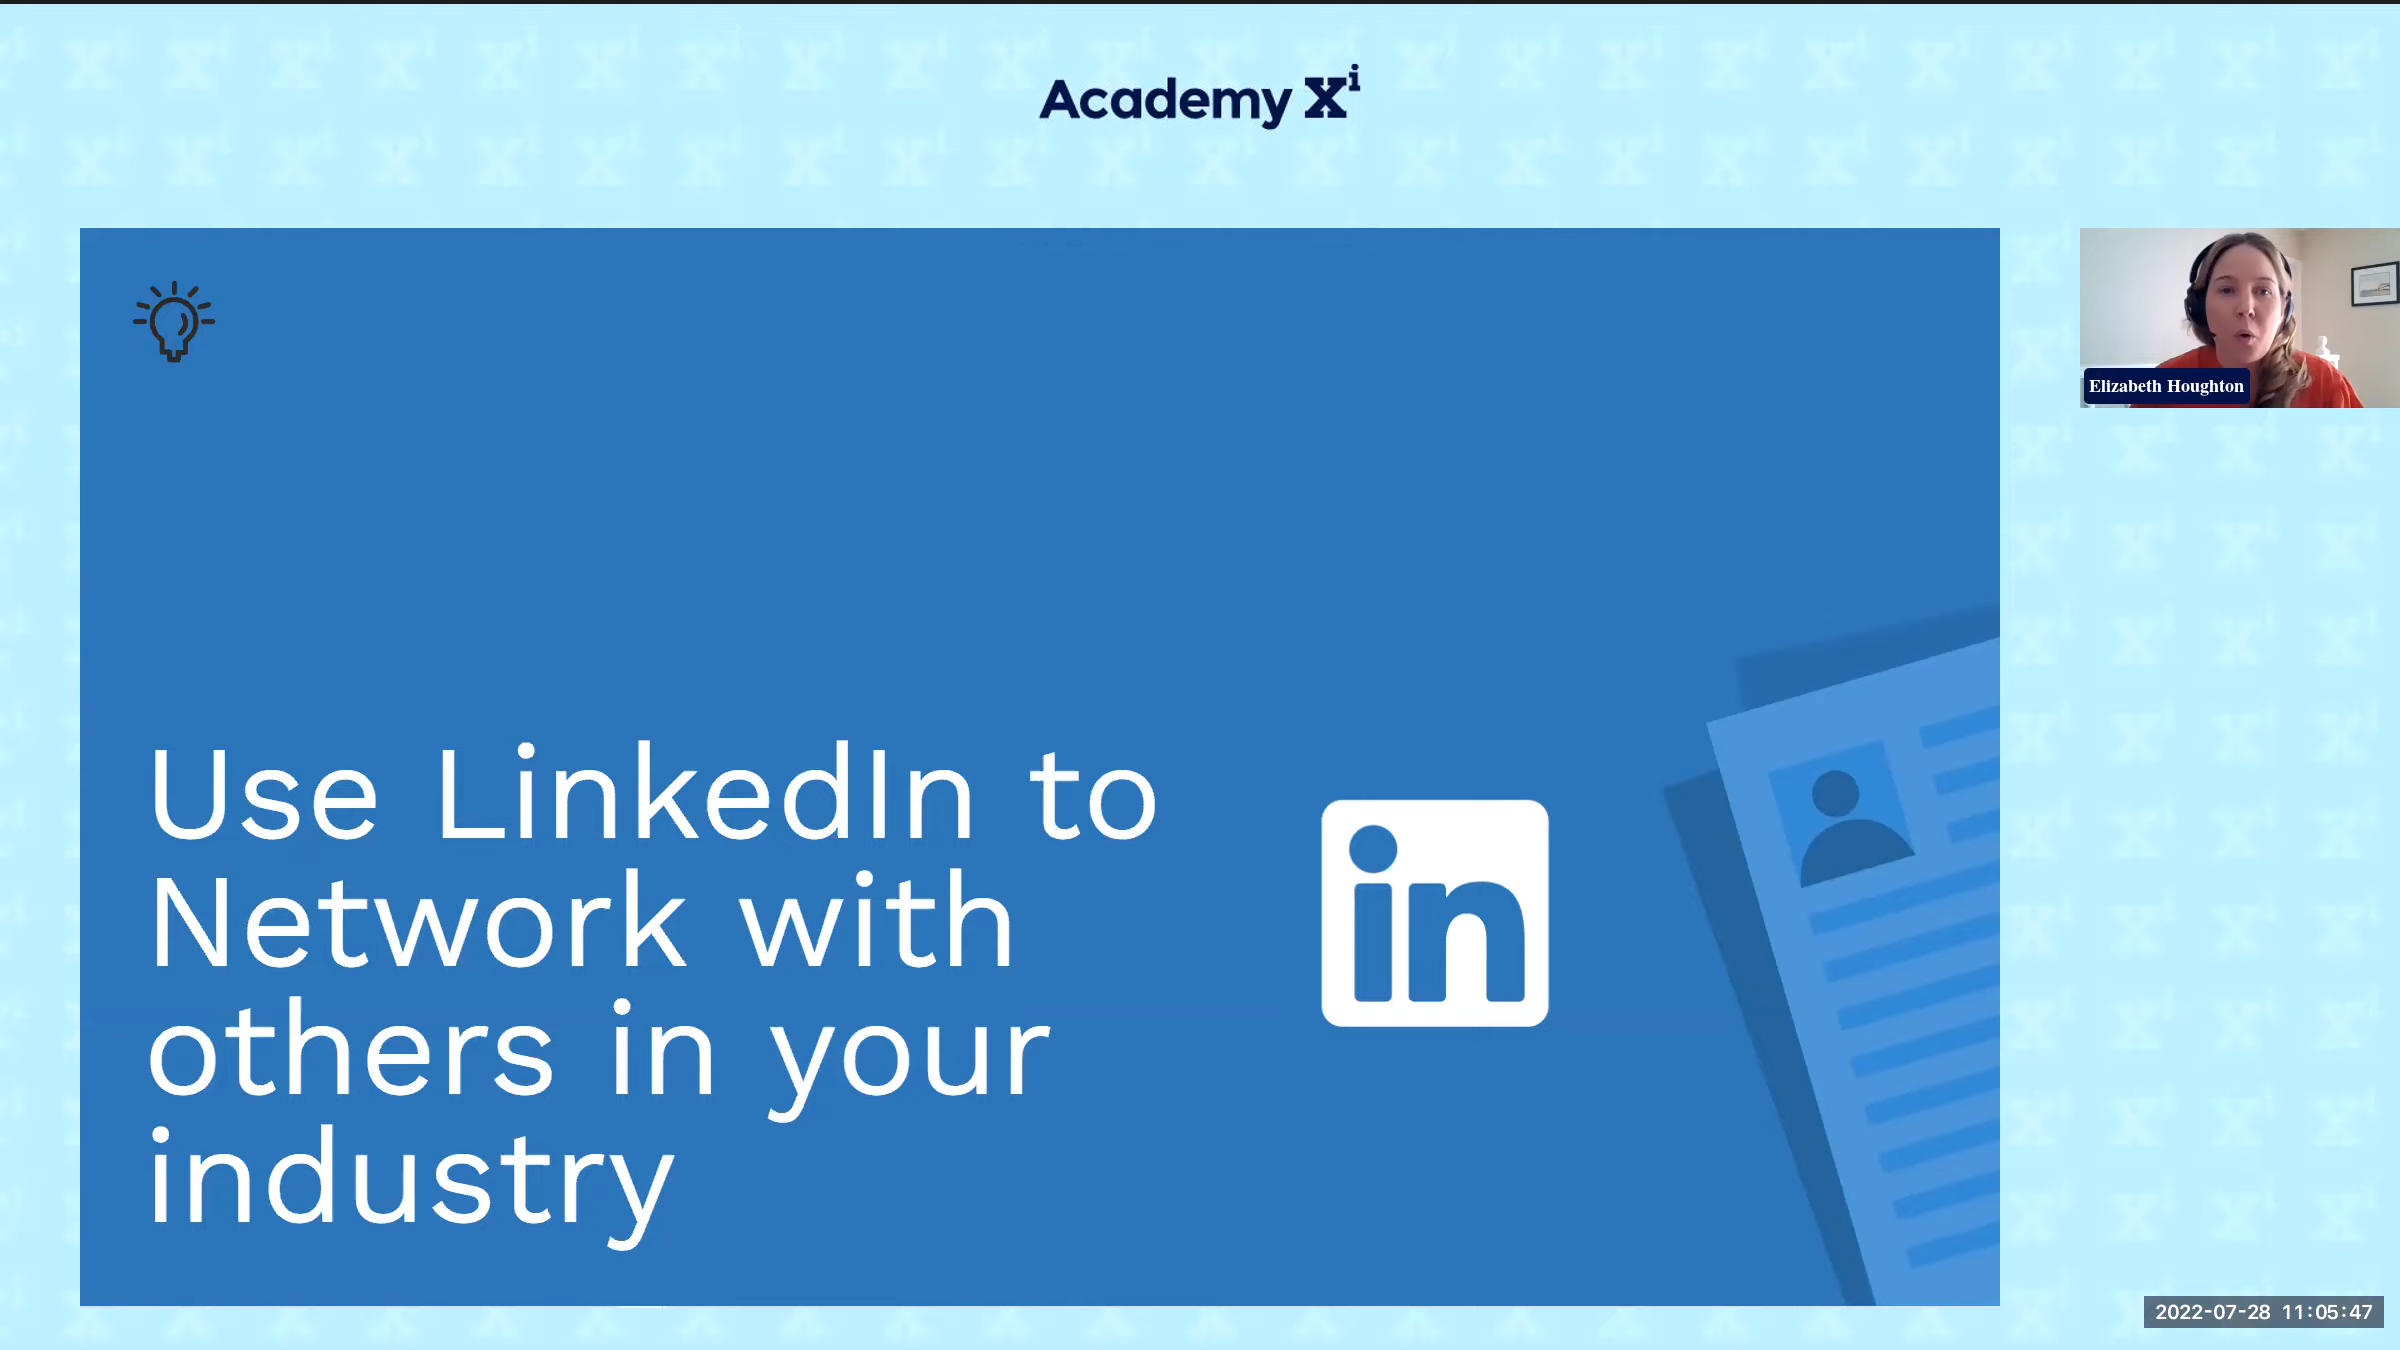 Academy Xi
Elizabeth Houghton
Use LinkedIn to
Network with
others in your
industry
in
2022-07-28 11:05:47